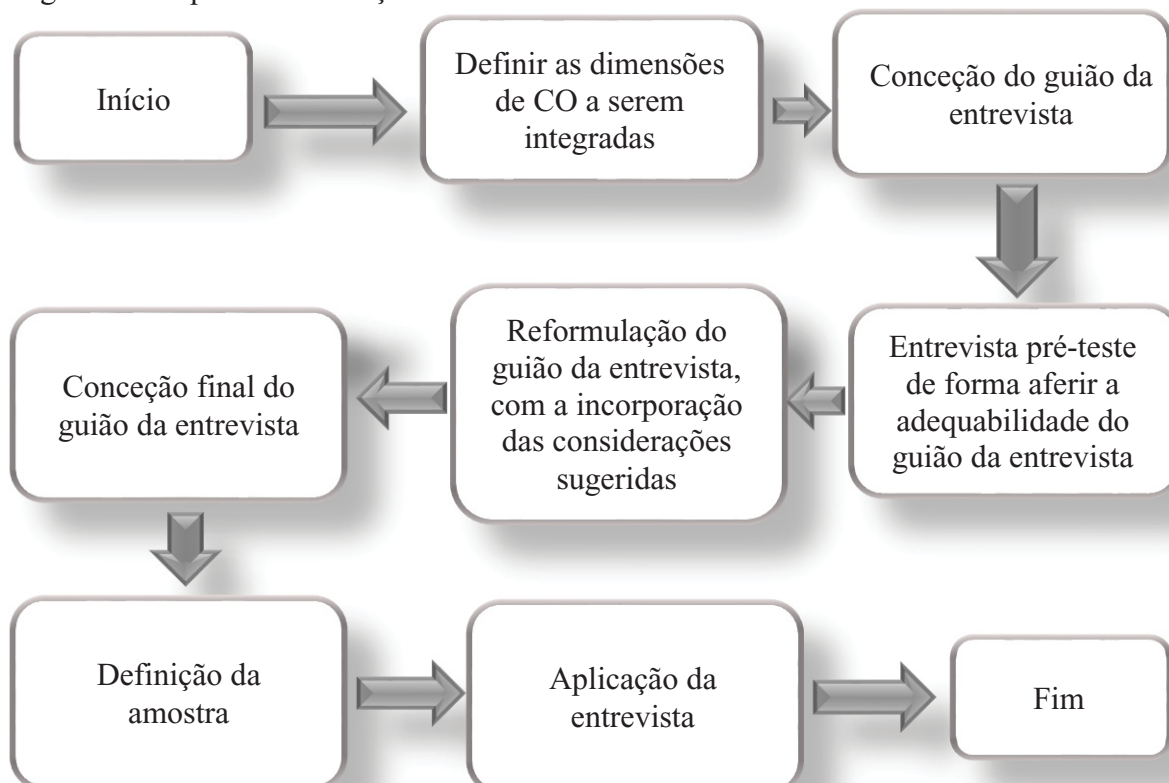 Início
Definir as dimensões
de CO a serem
integradas
Conceção do guião da
entrevista
Entrevista pré-teste
de forma aferir a
adequabilidade do
guião da entrevista
Reformulação do
guião da entrevista,
com a incorporação
das considerações
sugeridas
Conceção final do
guião da entrevista
Definição da
amostra
Aplicação da
entrevista
Fim